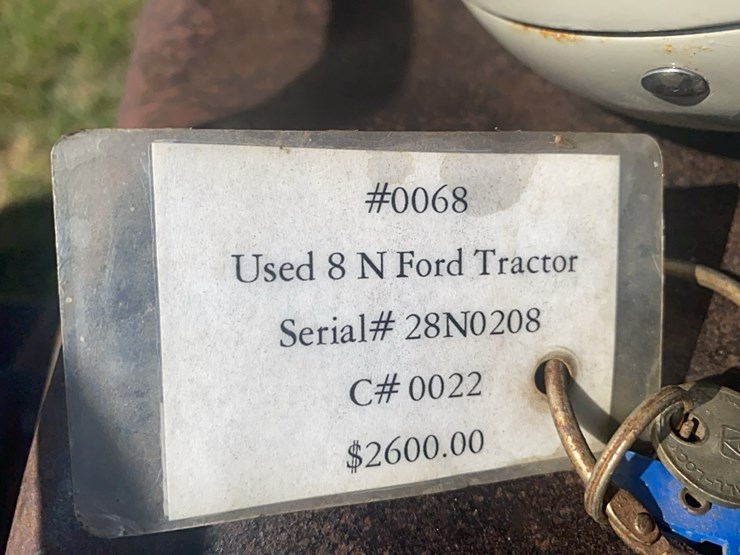 #0068
Used 8 N Ford Tractor
Serial# 28N0208
C# 0022
$2600.00